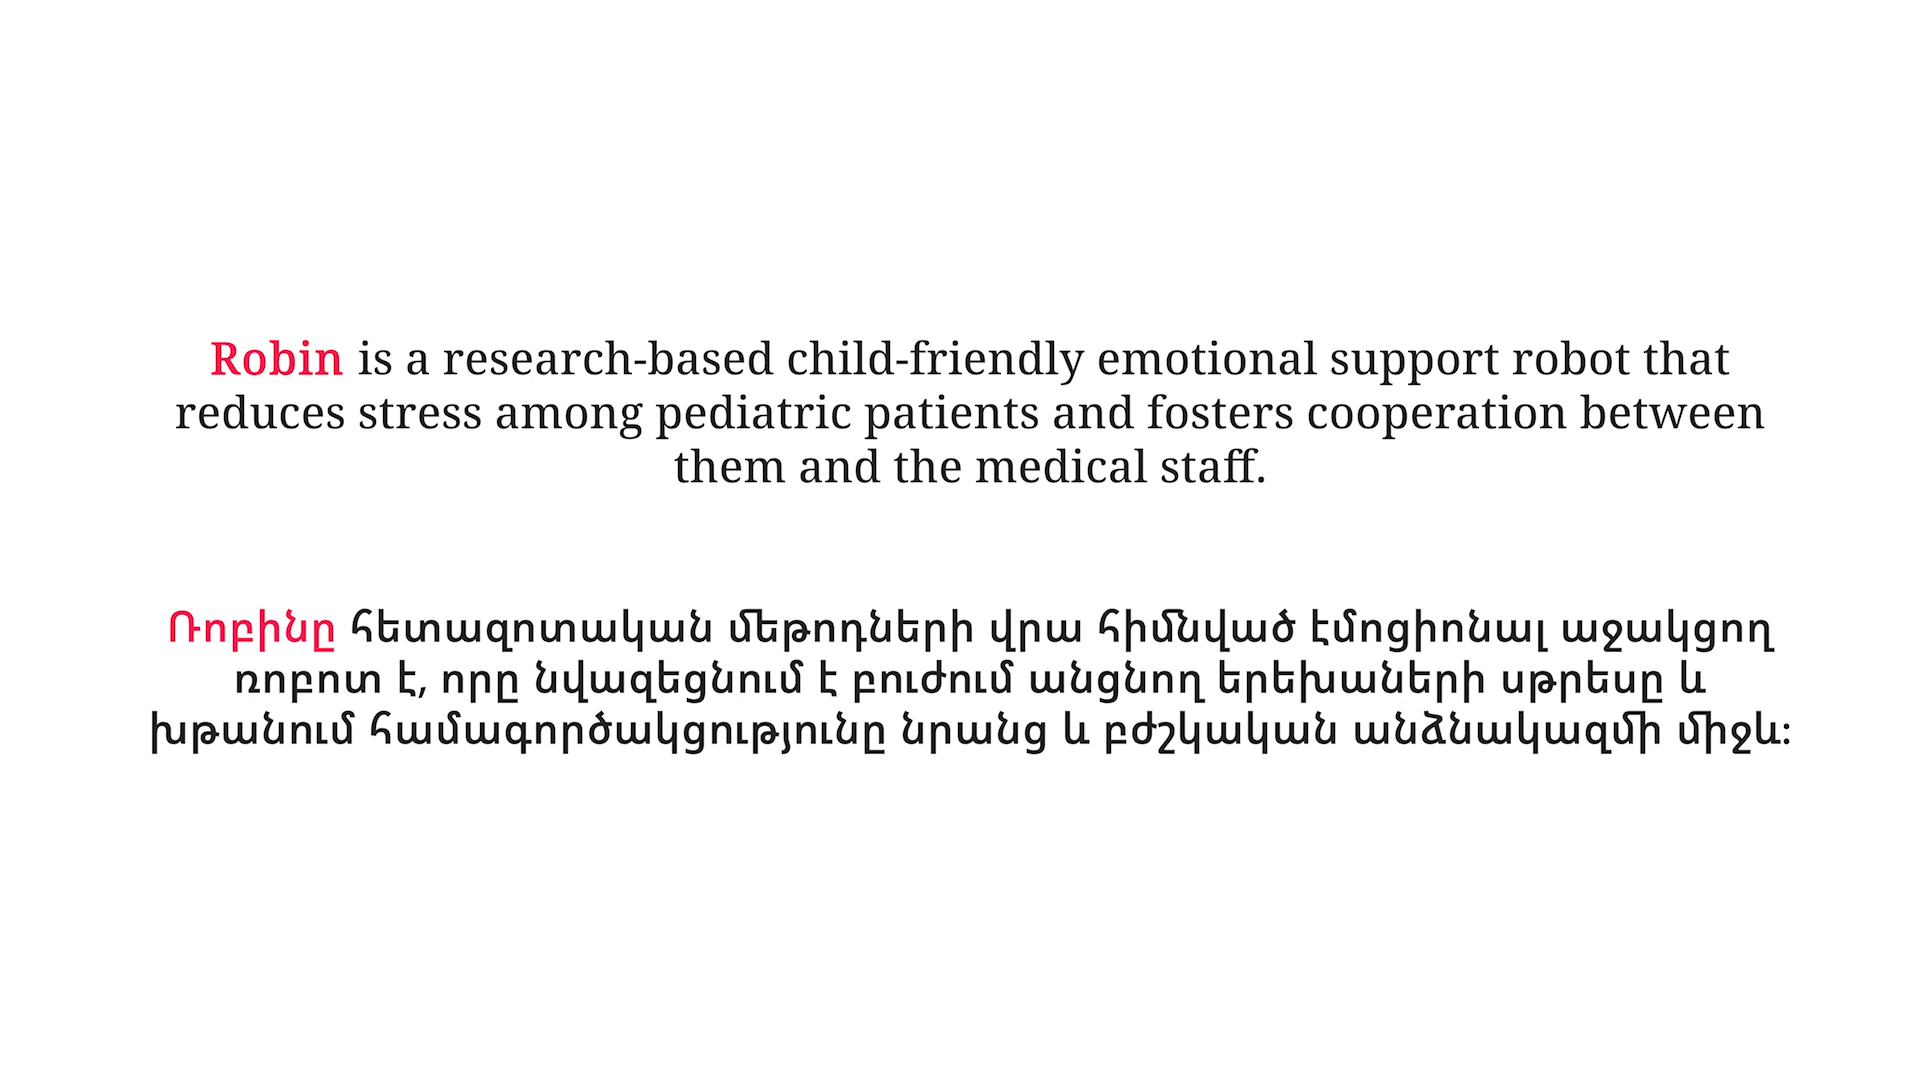 Robin is a research-based child-friendly emotional support robot that
reduces stress among pediatric patients and fosters cooperation between
them and the medical staff.
Ռոբինը հետազոտական մեթոդների վրա հիմնված էմոցիոնալ աջակցող
ռոբոտ է, որը նվազեցնում է բուժում անցնող երեխաների սթրեսը և
խթանում համագործակցությունը նրանց և բժշկական անձնակազմի միջև։